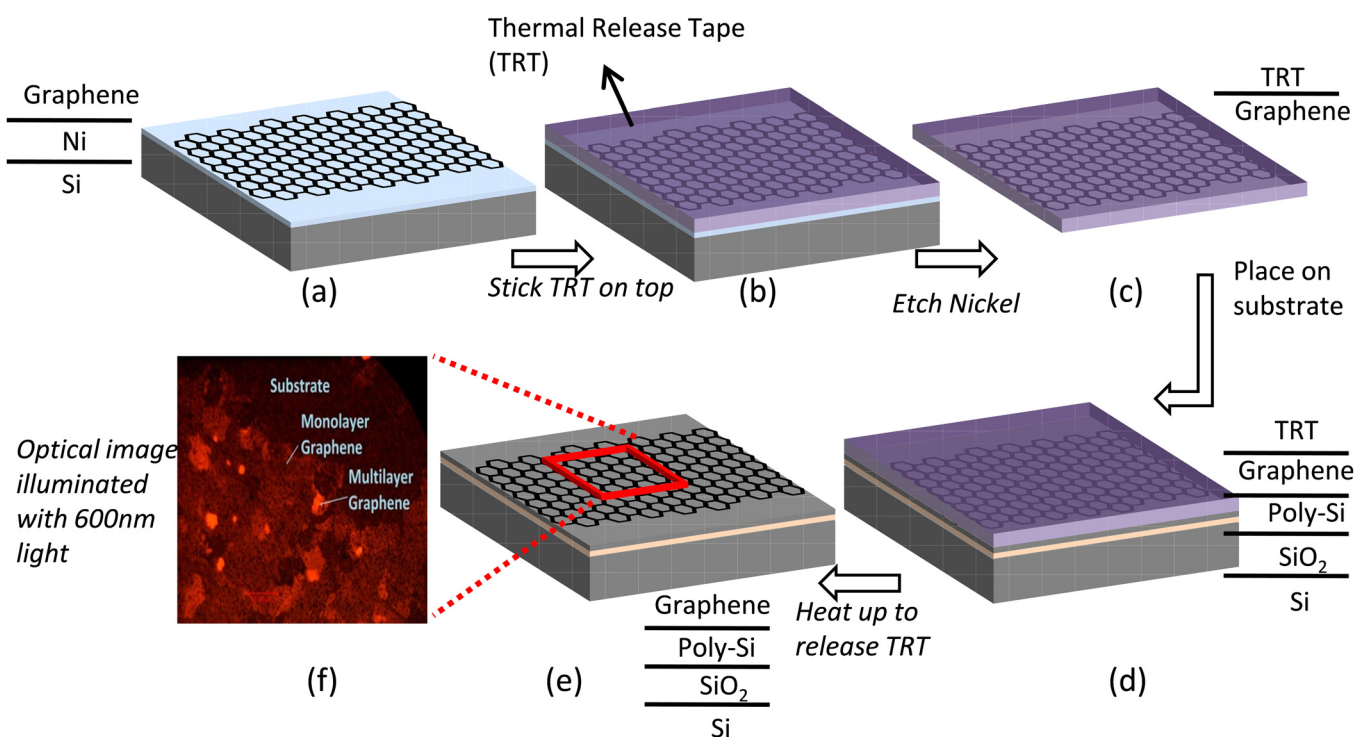 Thermal Release Tape
(TRT)
Graphene
Ni
Si
TRT
Graphene
(a)
Stick TRT on top
(b)
Etch Nickel
(c)
Place on
substrate
Optical image
illuminated
with 600nm
light
Substrate
Monolayer
Graphene
Multilayer
Graphene
TRT
Graphene
Poly-Si
SiO₂
Si
Heat up to
release TRT
Graphene
Poly-Si
SiO₂
Si
(f)
(e)
(d)